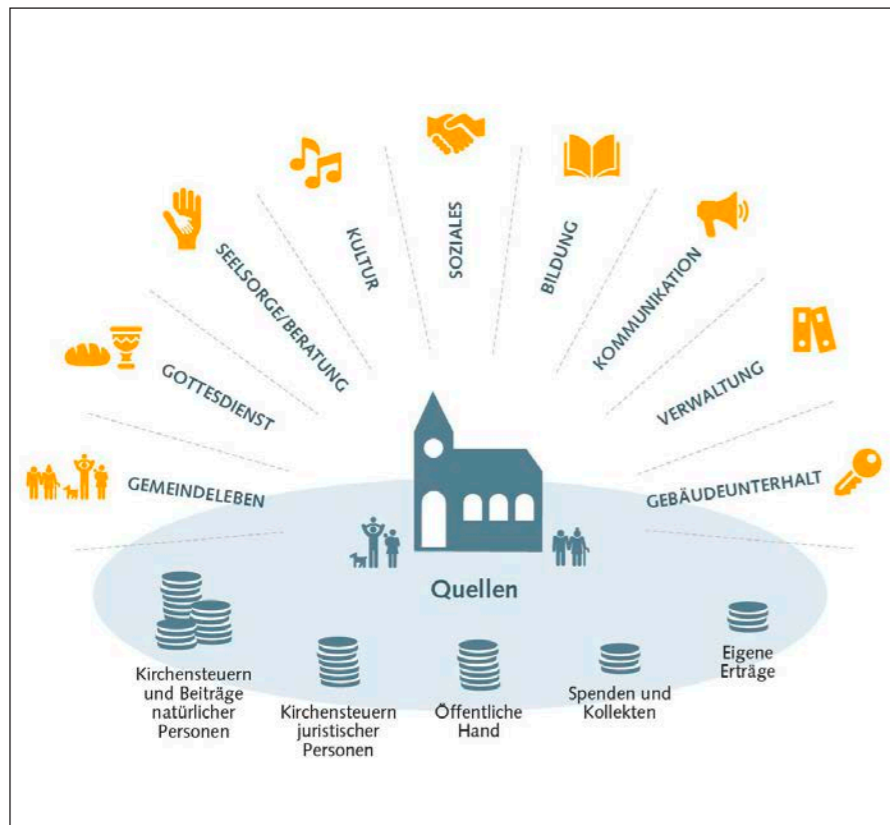 GEMEINDELEBEN
GOTTESDIENST
SEELSORGE/BERATUNG
KULTUR
SOZIALES
BILDUNG
KOMMUNIKATION
VERWALTUNG
GEBÄUDEUNTERHALT
Quellen
Kirchensteuern
und Beiträge
natürlicher
Personen
Kirchensteuern
juristischer
Personen
Öffentliche
Hand
Spenden und
Kollekten
Eigene
Erträge